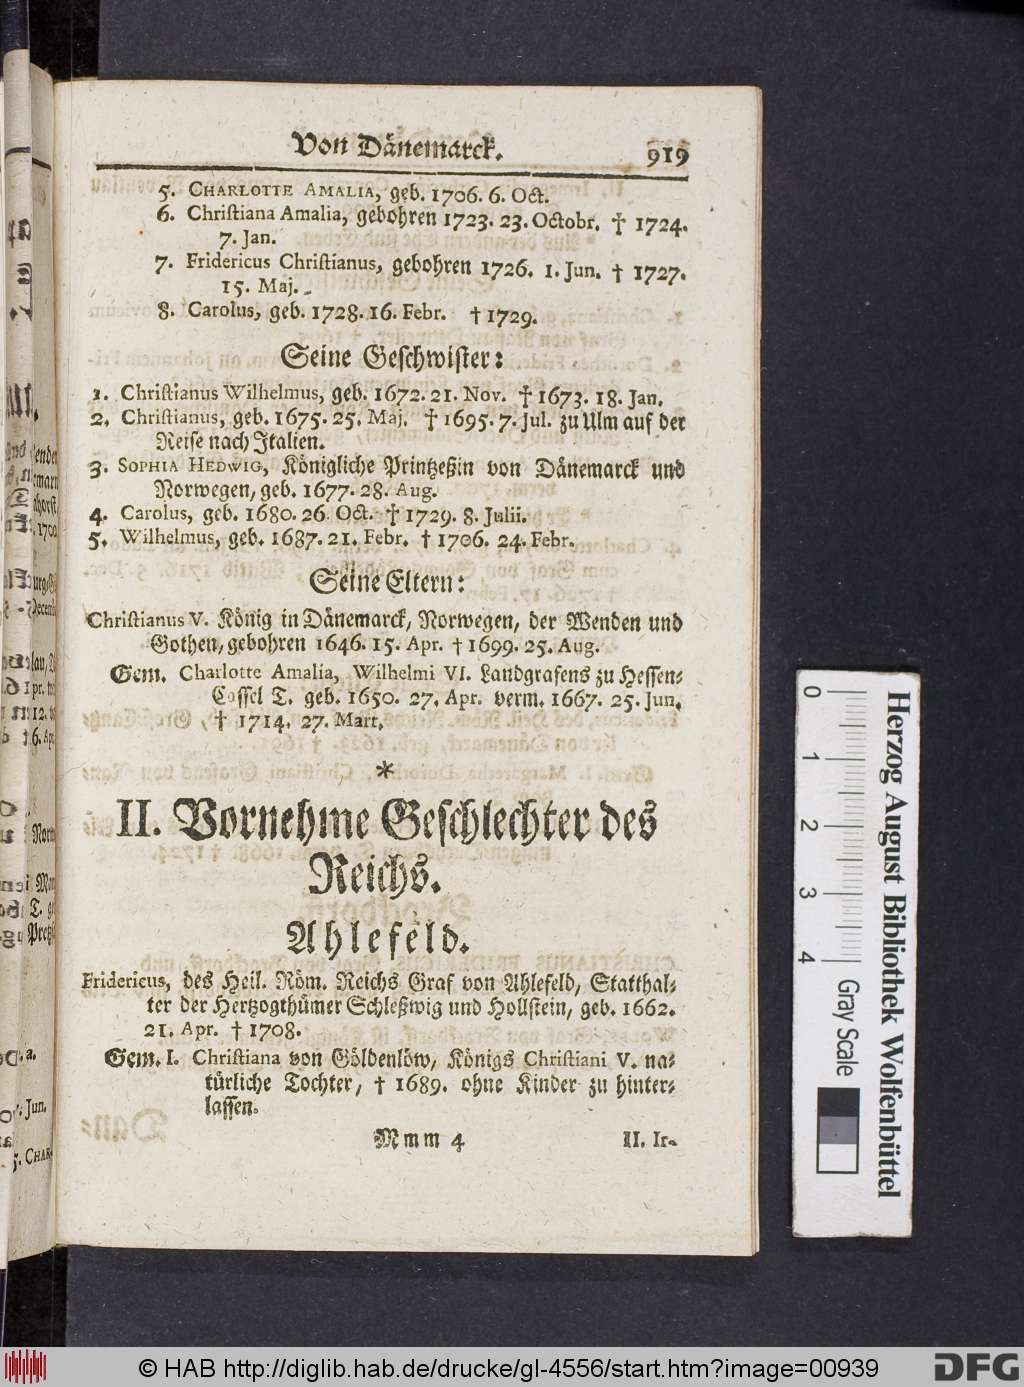 Von Dänemarck. 919
5. CHARLOTTE AMALIA, geb. 1706. 6. Oct.
6. Christiana Amalia, gebohren 1723. 23. Octobr. † 1724.
7. Jan.
7. Fridericus Christianus, gebohren 1726. 1. Jun. † 1727.
15. Maj.
8. Carolus, geb. 1728. 16. Febr. † 1729.
Seine Geschwister:
1. Christianus Wilhelmus, geb. 1672. 21. Nov. † 1673. 18. Jan.
2. Christianus, geb. 1675. 25. Maj. † 1695. 7. Jul. zu Ulm auf der
Reise nach Italien.
3. SOPHIA HEDWIG, Königliche Printzeßin von Dänemarck und
Norwegen, geb. 1677. 28. Aug.
4. Carolus, geb. 1680. 26. Oct. † 1729. 8. Julii.
5. Wilhelmus, geb. 1687. 21. Febr. † 1706. 24. Febr.
Seine Eltern:
Christianus V. König in Dänemarck, Norwegen, der Wenden und
Gothen, gebohren 1646. 15. Apr. † 1699. 25. Aug.
Gem. Charlotte Amalia, Wilhelmi VI. Landgrafens zu Hessen-
Cassel T. geb. 1650. 27. Apr. verm. 1667. 25. Jun.
† 1714. 27. Mart.
*
II. Vornehme Geschlechter des
Reichs.
Ahlefeld.
Fridericus, des Heil. Röm. Reichs Graf von Ahlefeld, Statthal-
ter der Hertzogthümer Schleßwig und Hollstein, geb. 1662.
21. Apr. † 1708.
Gem. I. Christiana von Göldenlöw, Königs Christiani V. na-
türliche Tochter, † 1689. ohne Kinder zu hinter-
lassen.
Mmm 4 II. Ir-
0 1 2 3 4
Gray Scale
Herzog August Bibliothek Wolfenbüttel
© HAB http://diglib.hab.de/drucke/gl-4556/start.htm?image=00939
DFG